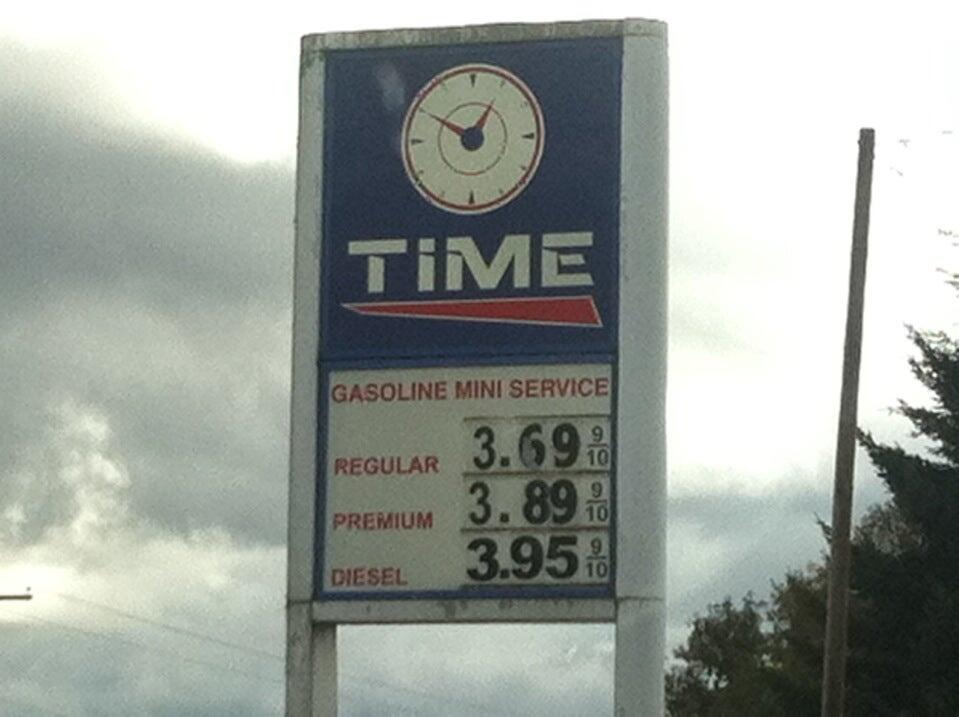 TiME
GASOLINE MINI SERVICE
REGULAR 3.69 9/10
PREMIUM 3.89 9/10
DIESEL 3.95 9/10